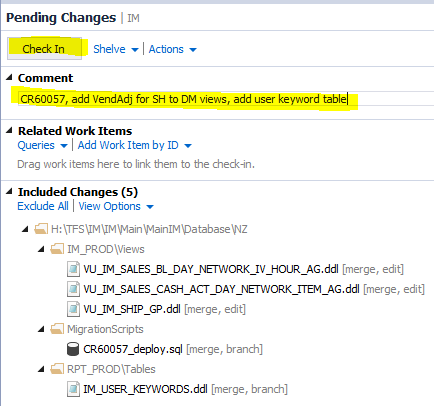 Pending Changes | IM
Check In Shelve Actions
Comment
CR60057, add VendAdj for SH to DM views, add user keyword table
Related Work Items
Queries | Add Work Item by ID
Drag work items here to link them to the check-in.
Included Changes (5)
Exclude All | View Options
H:\TFS\IM\IM\Main\MainIM\Database\NZ
IM_PROD\Views
VU_IM_SALES_BL_DAY_NETWORK_IV_HOUR_AG.ddl [merge, edit]
VU_IM_SALES_CASH_ACT_DAY_NETWORK_ITEM_AG.ddl [merge, edit]
VU_IM_SHIP_GP.ddl [merge, edit]
MigrationScripts
CR60057_deploy.sql [merge, branch]
RPT_PROD\Tables
IM_USER_KEYWORDS.ddl [merge, branch]